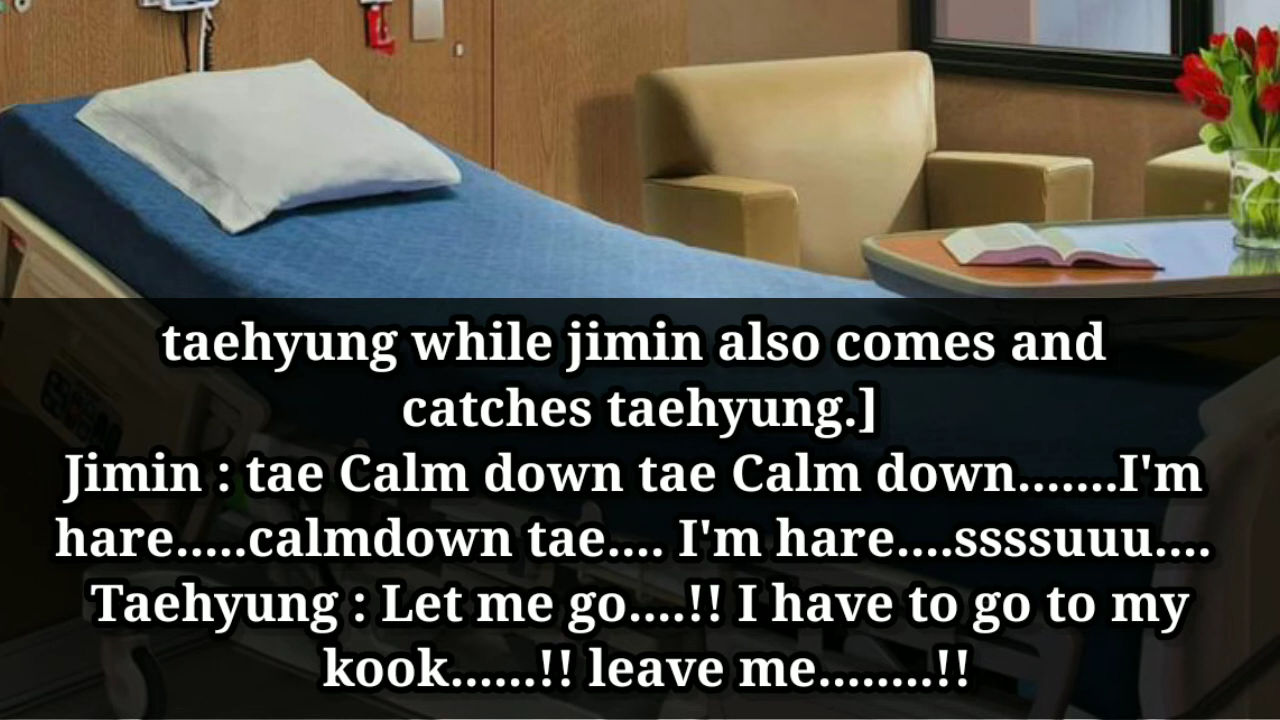 taehyung while jimin also comes and
catches taehyung.]
Jimin : tae Calm down tae Calm down.......I'm
hare.....calmdown tae.... I'm hare....ssssuuu....
Taehyung : Let me go....!! I have to go to my
kook......!! leave me........!!